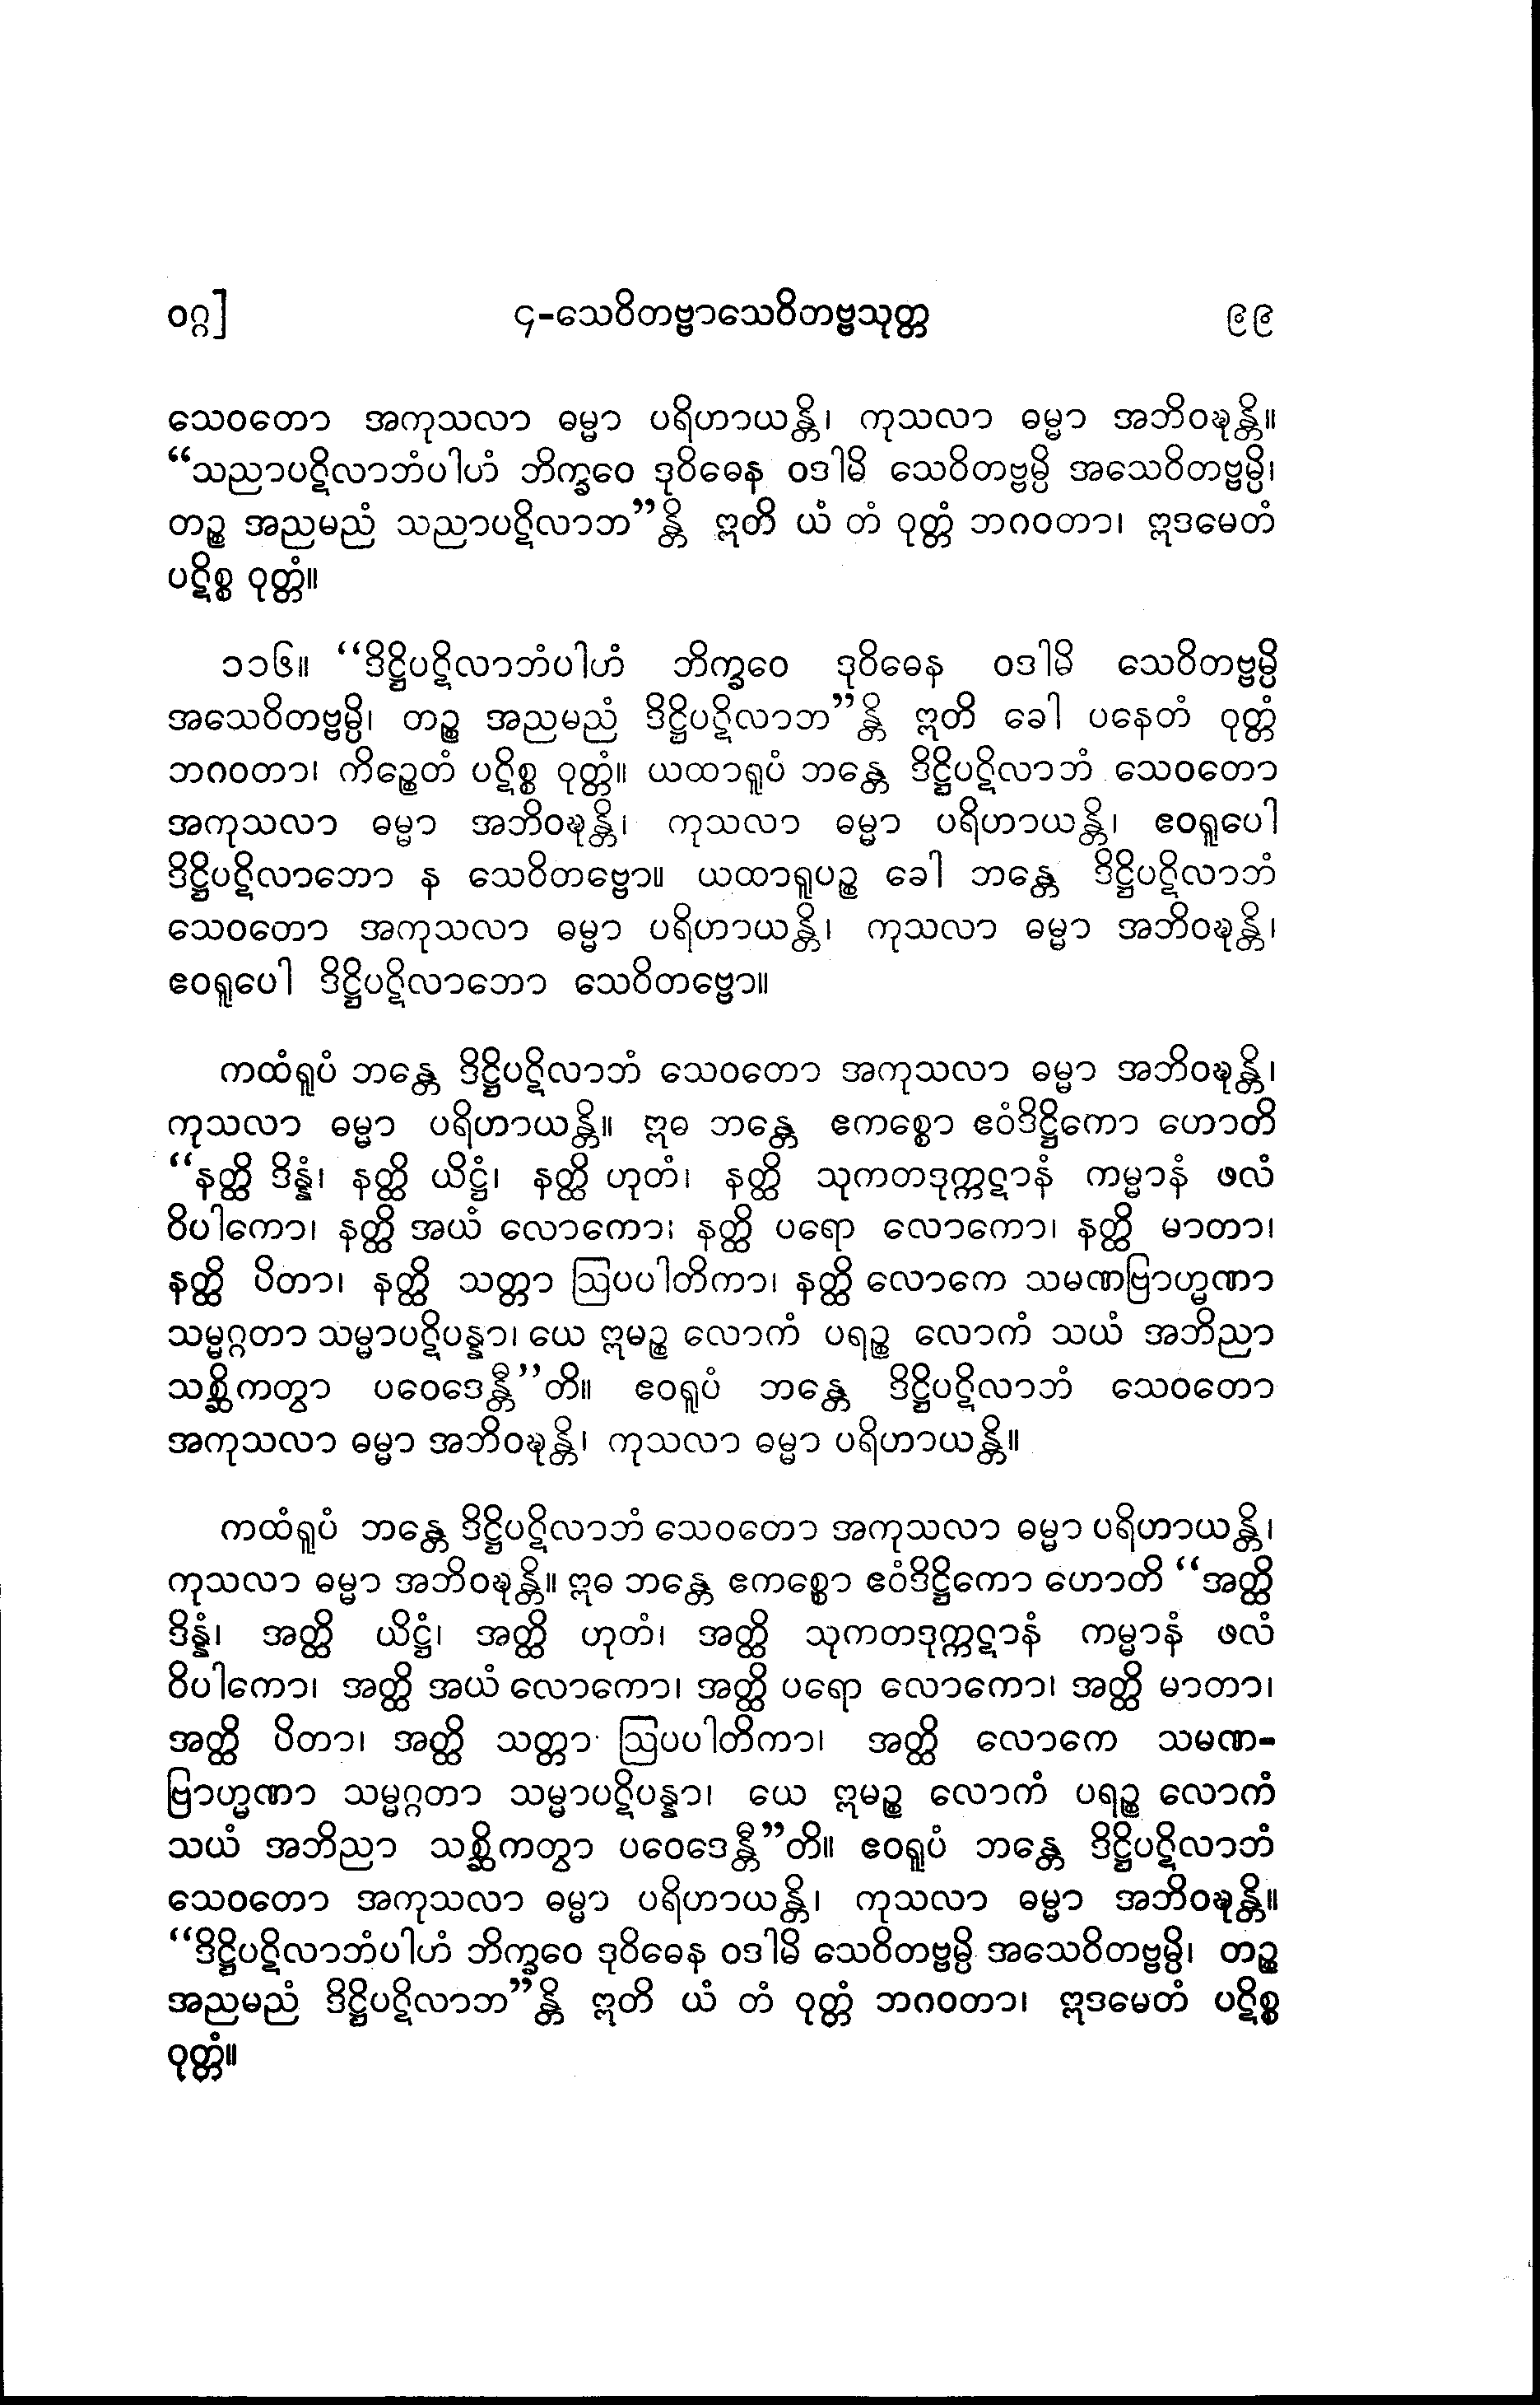 ဝဂ္ဂ]	၄-သေဝိတဗ္ဗာသေဝိတဗ္ဗသုတ္တ	၉၉
သေဝတော အကုသလာ ဓမ္မာ ပရိဟာယန္တိ၊ ကုသလာ ဓမ္မာ အဘိဝဍ္ဎန္တိ။
“သညာပဋိလာဘံပါဟံ ဘိက္ခဝေ ဒုဝိဓေန ဝဒါမိ သေဝိတဗ္ဗမ္ပိ အသေဝိတဗ္ဗမ္ပိ၊
တဉ္စ အညမညံ သညာပဋိလာဘ”န္တိ ဣတိ ယံ တံ ဝုတ္တံ ဘဂဝတာ၊ ဣဒမေတံ
ပဋိစ္စ ဝုတ္တံ။
၁၁၆။ “ဒိဋ္ဌိပဋိလာဘံပါဟံ ဘိက္ခဝေ ဒုဝိဓေန ဝဒါမိ သေဝိတဗ္ဗမ္ပိ
အသေဝိတဗ္ဗမ္ပိ၊ တဉ္စ အညမညံ ဒိဋ္ဌိပဋိလာဘ”န္တိ ဣတိ ခေါ ပနေတံ ဝုတ္တံ
ဘဂဝတာ၊ ကိဉ္စေတံ ပဋိစ္စ ဝုတ္တံ။ ယထာရူပံ ဘန္တေ ဒိဋ္ဌိပဋိလာဘံ သေဝတော
အကုသလာ ဓမ္မာ အဘိဝဍ္ဎန္တိ၊ ကုသလာ ဓမ္မာ ပရိဟာယန္တိ၊ ဧဝရူပေါ
ဒိဋ္ဌိပဋိလာဘော န သေဝိတဗ္ဗော။ ယထာရူပဉ္စ ခေါ ဘန္တေ ဒိဋ္ဌိပဋိလာဘံ
သေဝတော အကုသလာ ဓမ္မာ ပရိဟာယန္တိ၊ ကုသလာ ဓမ္မာ အဘိဝဍ္ဎန္တိ၊
ဧဝရူပေါ ဒိဋ္ဌိပဋိလာဘော သေဝိတဗ္ဗော။
ကထံရူပံ ဘန္တေ ဒိဋ္ဌိပဋိလာဘံ သေဝတော အကုသလာ ဓမ္မာ အဘိဝဍ္ဎန္တိ၊
ကုသလာ ဓမ္မာ ပရိဟာယန္တိ။ ဣဓ ဘန္တေ ဧကစ္စော ဧဝံဒိဋ္ဌိကော ဟောတိ
“နတ္ထိ ဒိန္နံ၊ နတ္ထိ ယိဋ္ဌံ၊ နတ္ထိ ဟုတံ၊ နတ္ထိ သုကတဒုက္ကဋာနံ ကမ္မာနံ ဖလံ
ဝိပါကော၊ နတ္ထိ အယံ လောကော၊ နတ္ထိ ပရော လောကော၊ နတ္ထိ မာတာ၊
နတ္ထိ ပိတာ၊ နတ္ထိ သတ္တာ ဩပပါတိကာ၊ နတ္ထိ လောကေ သမဏဗြာဟ္မဏာ
သမ္မဂ္ဂတာ သမ္မာပဋိပန္နာ၊ ယေ ဣမဉ္စ လောကံ ပရဉ္စ လောကံ သယံ အဘိညာ
သစ္ဆိကတွာ ပဝေဒေန္တီ”တိ။ ဧဝရူပံ ဘန္တေ ဒိဋ္ဌိပဋိလာဘံ သေဝတော
အကုသလာ ဓမ္မာ အဘိဝဍ္ဎန္တိ၊ ကုသလာ ဓမ္မာ ပရိဟာယန္တိ။
ကထံရူပံ ဘန္တေ ဒိဋ္ဌိပဋိလာဘံ သေဝတော အကုသလာ ဓမ္မာ ပရိဟာယန္တိ၊
ကုသလာ ဓမ္မာ အဘိဝဍ္ဎန္တိ။ ဣဓ ဘန္တေ ဧကစ္စော ဧဝံဒိဋ္ဌိကော ဟောတိ “အတ္ထိ
ဒိန္နံ၊ အတ္ထိ ယိဋ္ဌံ၊ အတ္ထိ ဟုတံ၊ အတ္ထိ သုကတဒုက္ကဋာနံ ကမ္မာနံ ဖလံ
ဝိပါကော၊ အတ္ထိ အယံ လောကော၊ အတ္ထိ ပရော လောကော၊ အတ္ထိ မာတာ၊
အတ္ထိ ပိတာ၊ အတ္ထိ သတ္တာ ဩပပါတိကာ၊ အတ္ထိ လောကေ သမဏ-
ဗြာဟ္မဏာ သမ္မဂ္ဂတာ သမ္မာပဋိပန္နာ၊ ယေ ဣမဉ္စ လောကံ ပရဉ္စ လောကံ
သယံ အဘိညာ သစ္ဆိကတွာ ပဝေဒေန္တီ”တိ။ ဧဝရူပံ ဘန္တေ ဒိဋ္ဌိပဋိလာဘံ
သေဝတော အကုသလာ ဓမ္မာ ပရိဟာယန္တိ၊ ကုသလာ ဓမ္မာ အဘိဝဍ္ဎန္တိ။
“ဒိဋ္ဌိပဋိလာဘံပါဟံ ဘိက္ခဝေ ဒုဝိဓေန ဝဒါမိ သေဝိတဗ္ဗမ္ပိ အသေဝိတဗ္ဗမ္ပိ၊ တဉ္စ
အညမညံ ဒိဋ္ဌိပဋိလာဘ”န္တိ ဣတိ ယံ တံ ဝုတ္တံ ဘဂဝတာ၊ ဣဒမေတံ ပဋိစ္စ
ဝုတ္တံ။